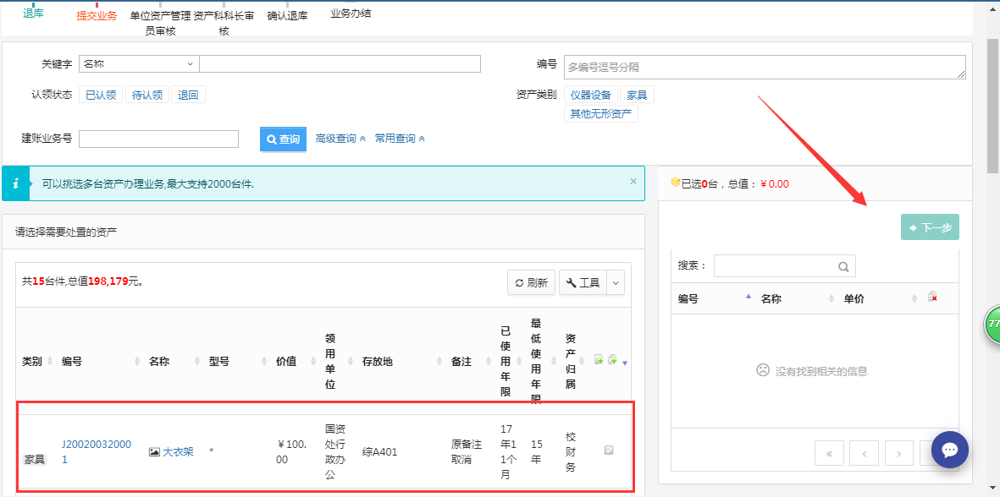 退库
提交业务
单位资产管理员审核
资产科科长审核
确认退库
业务办结
关键字 名称
编号 多编号逗号分隔
认领状态 已认领 待认领 退回
资产类别 仪器设备 家具
其他无形资产
建账业务号 查询 高级查询 常用查询
可以挑选多台资产办理业务,最大支持2000台件. ×
已选0台，总值：￥0.00
请选择需要处置的资产
下一步
共15台件,总值198,179元。
刷新 工具
搜索：
编号 名称 单价
类别 编号 名称 型号 价值 领用单位 存放地 备注 已使用年限 最低使用年限 资产归属
没有找到相关的信息
家具 J200200320001 大衣架 * ￥100.00 国资处行政办公 综A401 原备注取消 17年11个月 15年 校财务
« ‹ ›
77